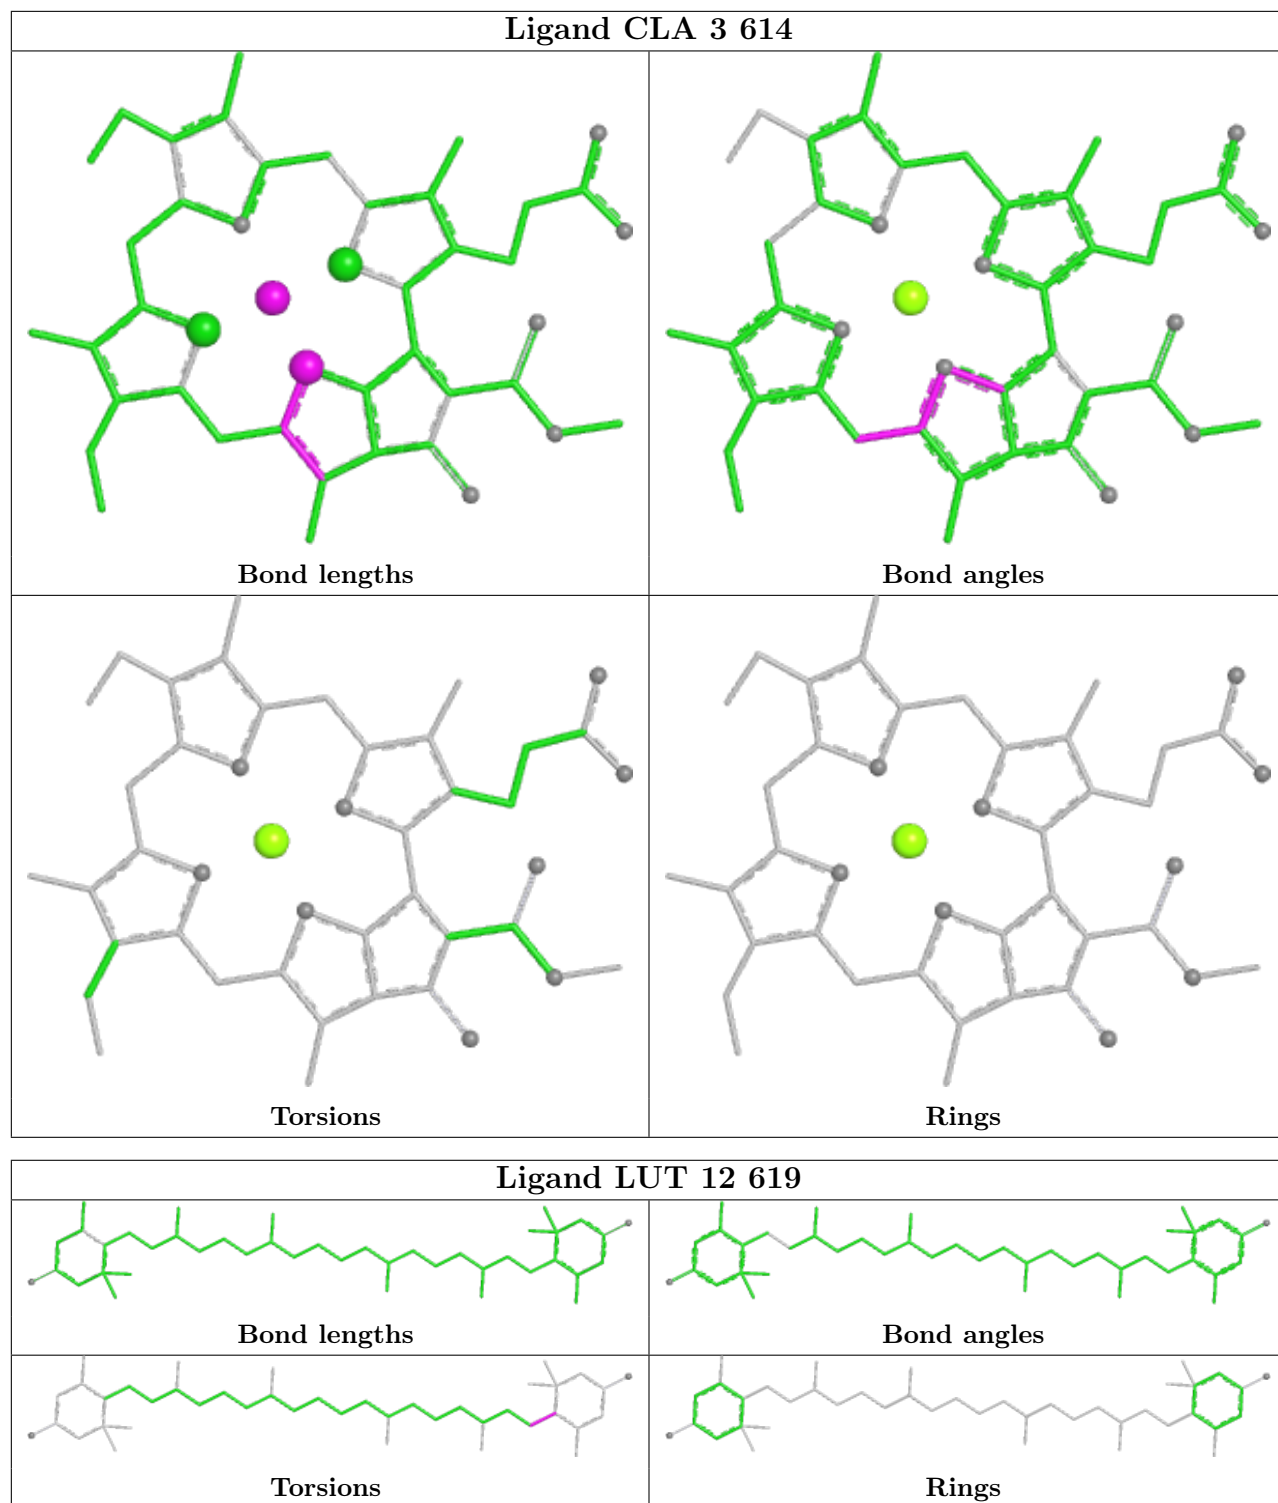 Ligand CLA 3 614
Bond lengths
Bond angles
Torsions
Rings
Ligand LUT 12 619
Bond lengths
Bond angles
Torsions
Rings